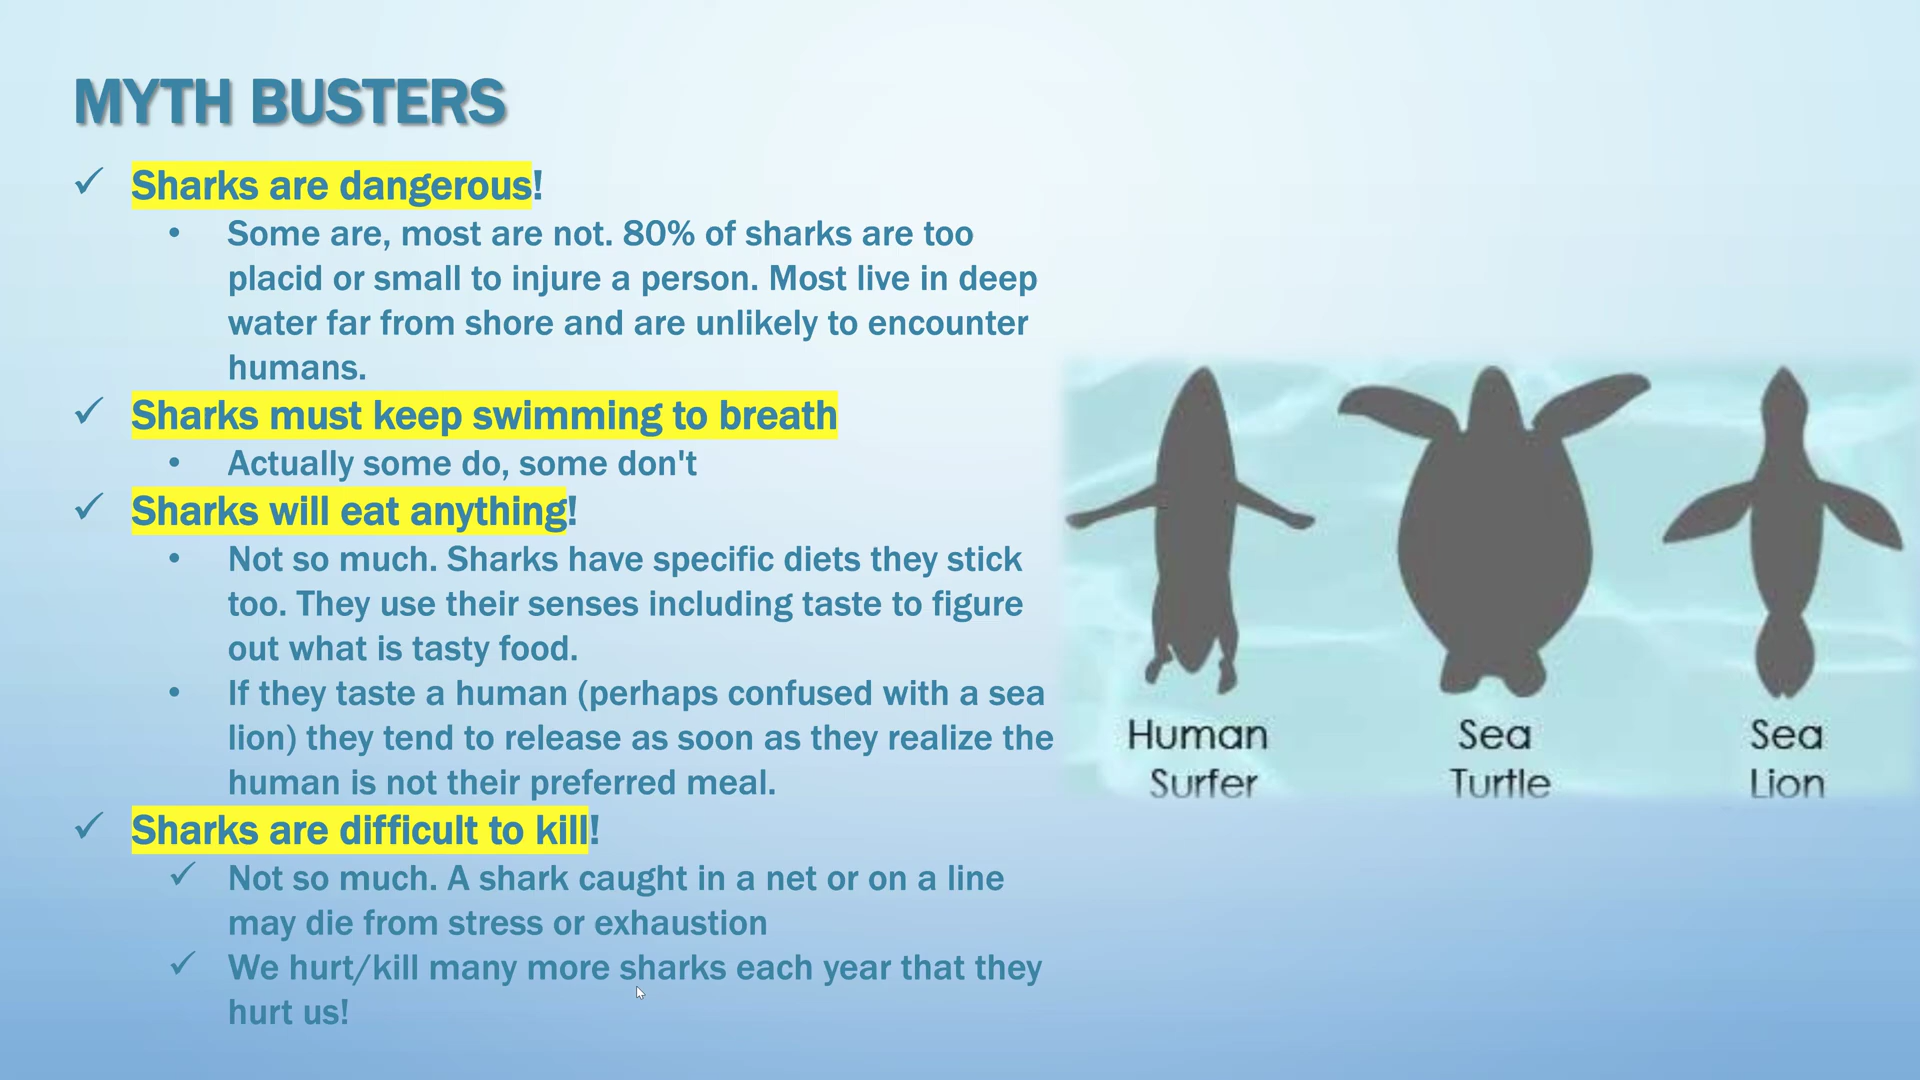 MYTH BUSTERS
✓ Sharks are dangerous!
• Some are, most are not. 80% of sharks are too
placid or small to injure a person. Most live in deep
water far from shore and are unlikely to encounter
humans.
✓ Sharks must keep swimming to breath
• Actually some do, some don't
✓ Sharks will eat anything!
• Not so much. Sharks have specific diets they stick
too. They use their senses including taste to figure
out what is tasty food.
• If they taste a human (perhaps confused with a sea
lion) they tend to release as soon as they realize the
human is not their preferred meal.
✓ Sharks are difficult to kill!
✓ Not so much. A shark caught in a net or on a line
may die from stress or exhaustion
✓ We hurt/kill many more sharks each year that they
hurt us!
Human
Surfer
Sea
Turtle
Sea
Lion